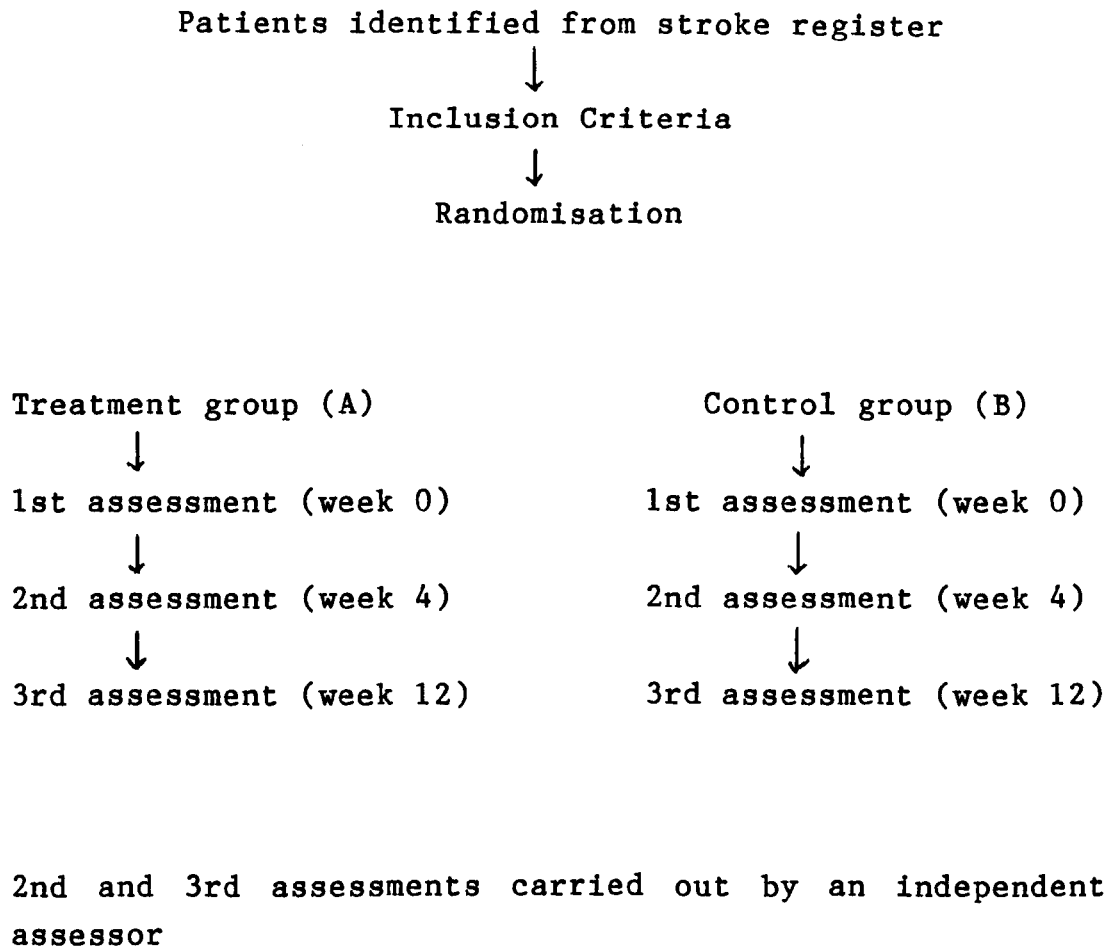 Patients identified from stroke register
Inclusion Criteria
Randomisation
Treatment group (A)
1st assessment (week 0)
2nd assessment (week 4)
3rd assessment (week 12)
Control group (B)
1st assessment (week 0)
2nd assessment (week 4)
3rd assessment (week 12)
2nd and 3rd assessments carried out by an independent
assessor